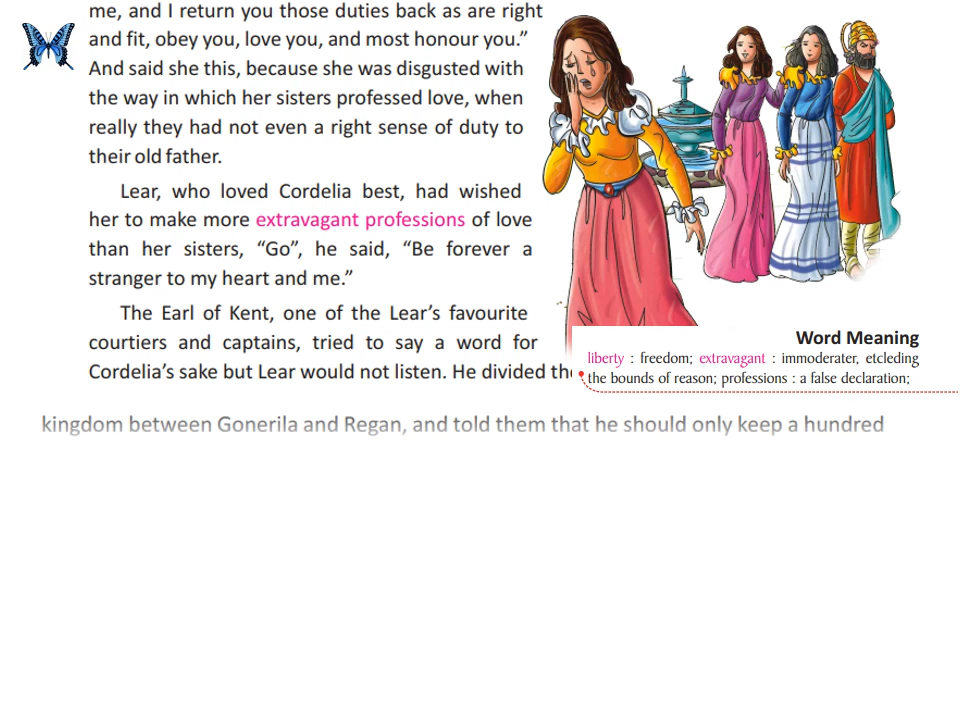 me, and I return you those duties back as are right
and fit, obey you, love you, and most honour you.”
And said she this, because she was disgusted with
the way in which her sisters professed love, when
really they had not even a right sense of duty to
their old father.
Lear, who loved Cordelia best, had wished
her to make more extravagant professions of love
than her sisters, “Go”, he said, “Be forever a
stranger to my heart and me.”
The Earl of Kent, one of the Lear’s favourite
courtiers and captains, tried to say a word for
Cordelia’s sake but Lear would not listen. He divided the
Word Meaning
liberty : freedom; extravagant : immoderater, etcleding
the bounds of reason; professions : a false declaration;
kingdom between Gonerila and Regan, and told them that he should only keep a hundred